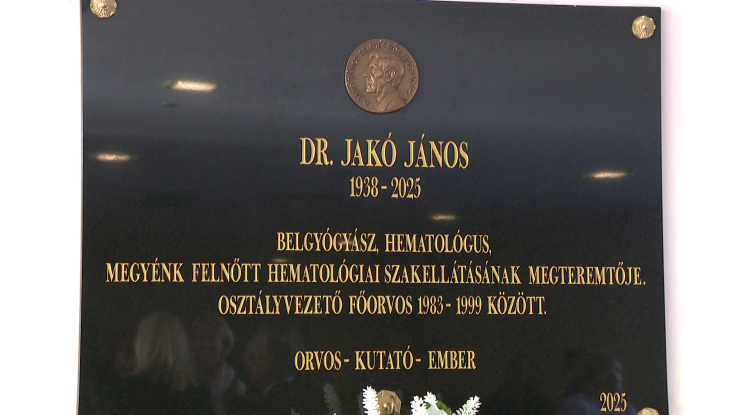 DR. JAKÓ JÁNOS
1938 - 2025
BELGYÓGYÁSZ, HEMATOLÓGUS,
MEGYÉNK FELNŐTT HEMATOLÓGIAI SZAKELLÁTÁSÁNAK MEGTEREMTŐJE.
OSZTÁLYVEZETŐ FŐORVOS 1983 - 1999 KÖZÖTT.
ORVOS - KUTATÓ - EMBER
2025